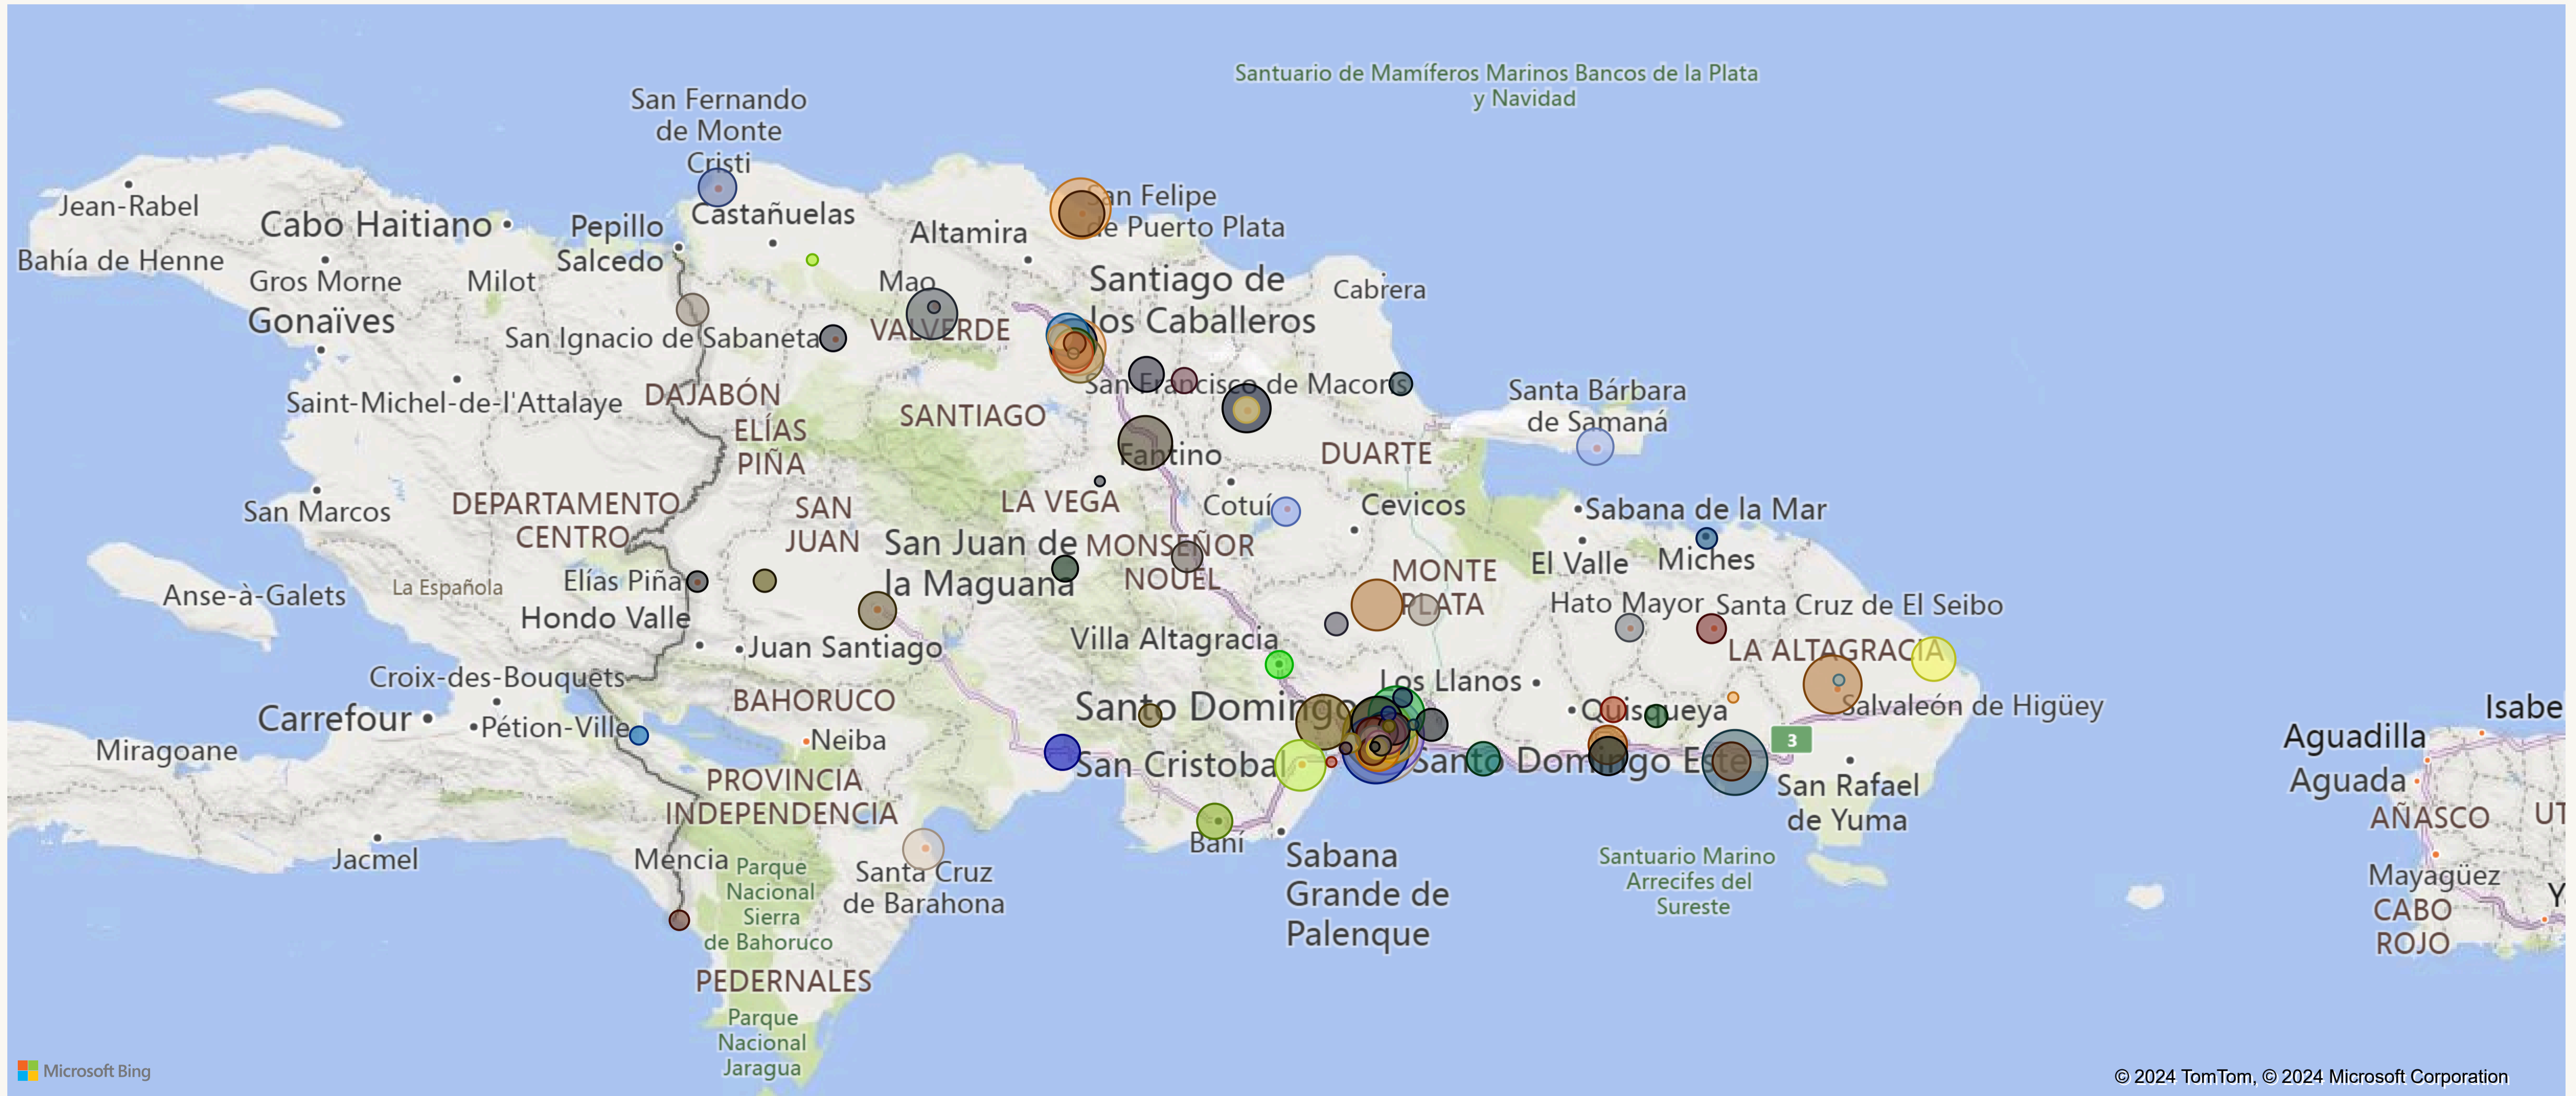 Santuario de Mamíferos Marinos Bancos de la Plata
y Navidad
San Fernando
de Monte
Cristi
Jean-Rabel
Cabo Haitiano
Pepillo
Salcedo
Castañuelas
Altamira
San Felipe
de Puerto Plata
Bahía de Henne
Gros Morne
Milot
Mao
Santiago de
los Caballeros
Cabrera
Gonaïves
San Ignacio de Sabaneta
VALVERDE
Saint-Michel-de-l'Attalaye
DAJABÓN
San Francisco de Macorís
Santa Bárbara
de Samaná
ELÍAS
PIÑA
SANTIAGO
Fantino
DUARTE
San Marcos
DEPARTAMENTO
CENTRO
SAN
JUAN
LA VEGA
Cotuí
Cevicos
Sabana de la Mar
San Juan de
la Maguana
MONSEÑOR
NOUEL
El Valle
Miches
Anse-à-Galets
La Española
Elías Piña
MONTE
PLATA
Hondo Valle
Hato Mayor
Santa Cruz de El Seibo
Juan Santiago
Villa Altagracia
LA ALTAGRACIA
Croix-des-Bouquets
Los Llanos
BAHORUCO
Santo Domingo
Quisqueya
Salvaleón de Higüey
Isabe
Carrefour
Pétion-Ville
Miragoane
Neiba
3
Aguadilla
San Cristobal
Santo Domingo Este
Aguada
PROVINCIA
INDEPENDENCIA
San Rafael
de Yuma
AÑASCO
UT
Jacmel
Mencia
Baní
Sabana
Grande de
Palenque
Santuario Marino
Arrecifes del
Sureste
Parque
Nacional
Sierra
de Bahoruco
Santa Cruz
de Barahona
Mayagüez
Y
CABO
ROJO
PEDERNALES
Parque
Nacional
Jaragua
Microsoft Bing
© 2024 TomTom, © 2024 Microsoft Corporation